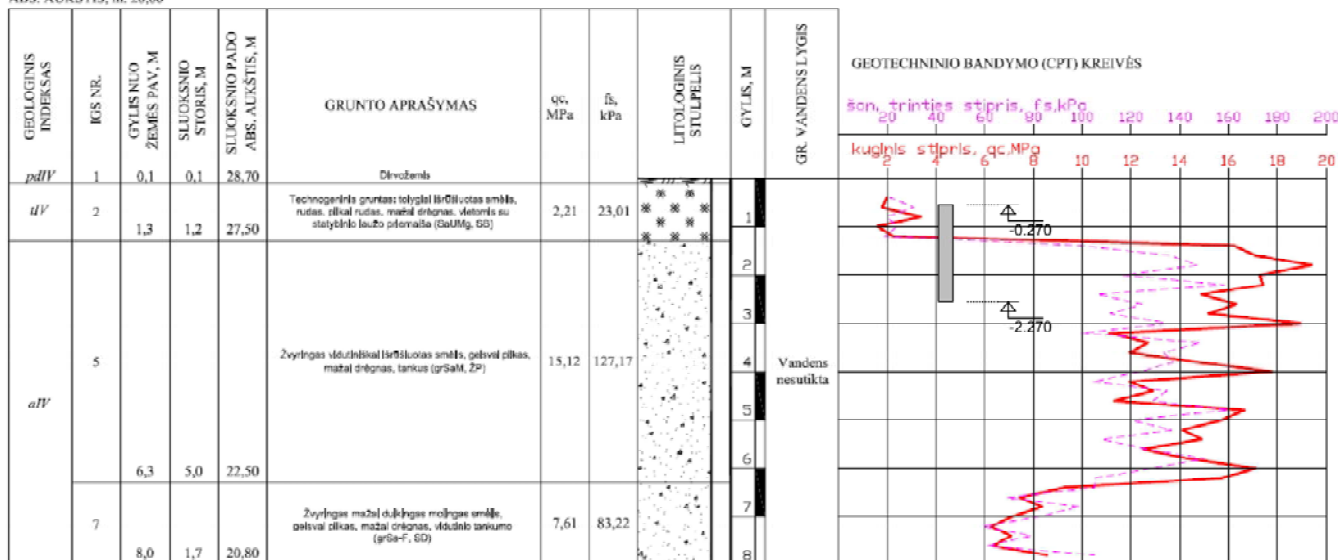 GEOLOGINIS
INDEKSAS
IGS NR.
GYLIS NUO
ŽEMĖS PAV, M
SLUOKSNIO
STORIS, M
SLUOKSNIO PADO
ABS. AUKŠTIS, M
GRUNTO APRAŠYMAS
qc,
MPa
fs,
kPa
LITOLOGINIS
STULPELIS
GYLIS, M
GR. VANDENS LYGIS
GEOTECHNINIO BANDYMO (CPT) KREIVĖS
šon. trinties stipris, fs,kPa
20 40 60 80 100 120 140 160 180 200
kuginis stipris, qc,MPa
2 4 6 8 10 12 14 16 18 20
pdIV 1 0,1 0,1 28,70 Dirvožemis
tIV 2 1,3 1,2 27,50
Technogeninis gruntas: tolygiai išrūšiuotas smėlis,
rudas, pilkai rudas, mažai drėgnas, vietomis su
statybinio laužo priemaiša (SaUMg, SB)
2,21 23,01
aIV
5 6,3 5,0 22,50
Žvyringas vidutiniškai išrūšiuotas smėlis, gelsvai pilkas,
mažai drėgnas, tankus (grSaM, ŽP)
15,12 127,17
7 8,0 1,7 20,80
Žvyringas mažai dulkingas molingas smėlis,
gelsvai pilkas, mažai drėgnas, vidutinio tankumo
(grSa-F, SD)
7,61 83,22
1
2
3
4
5
6
7
8
Vandens
nesutikta
-0.270
-2.270